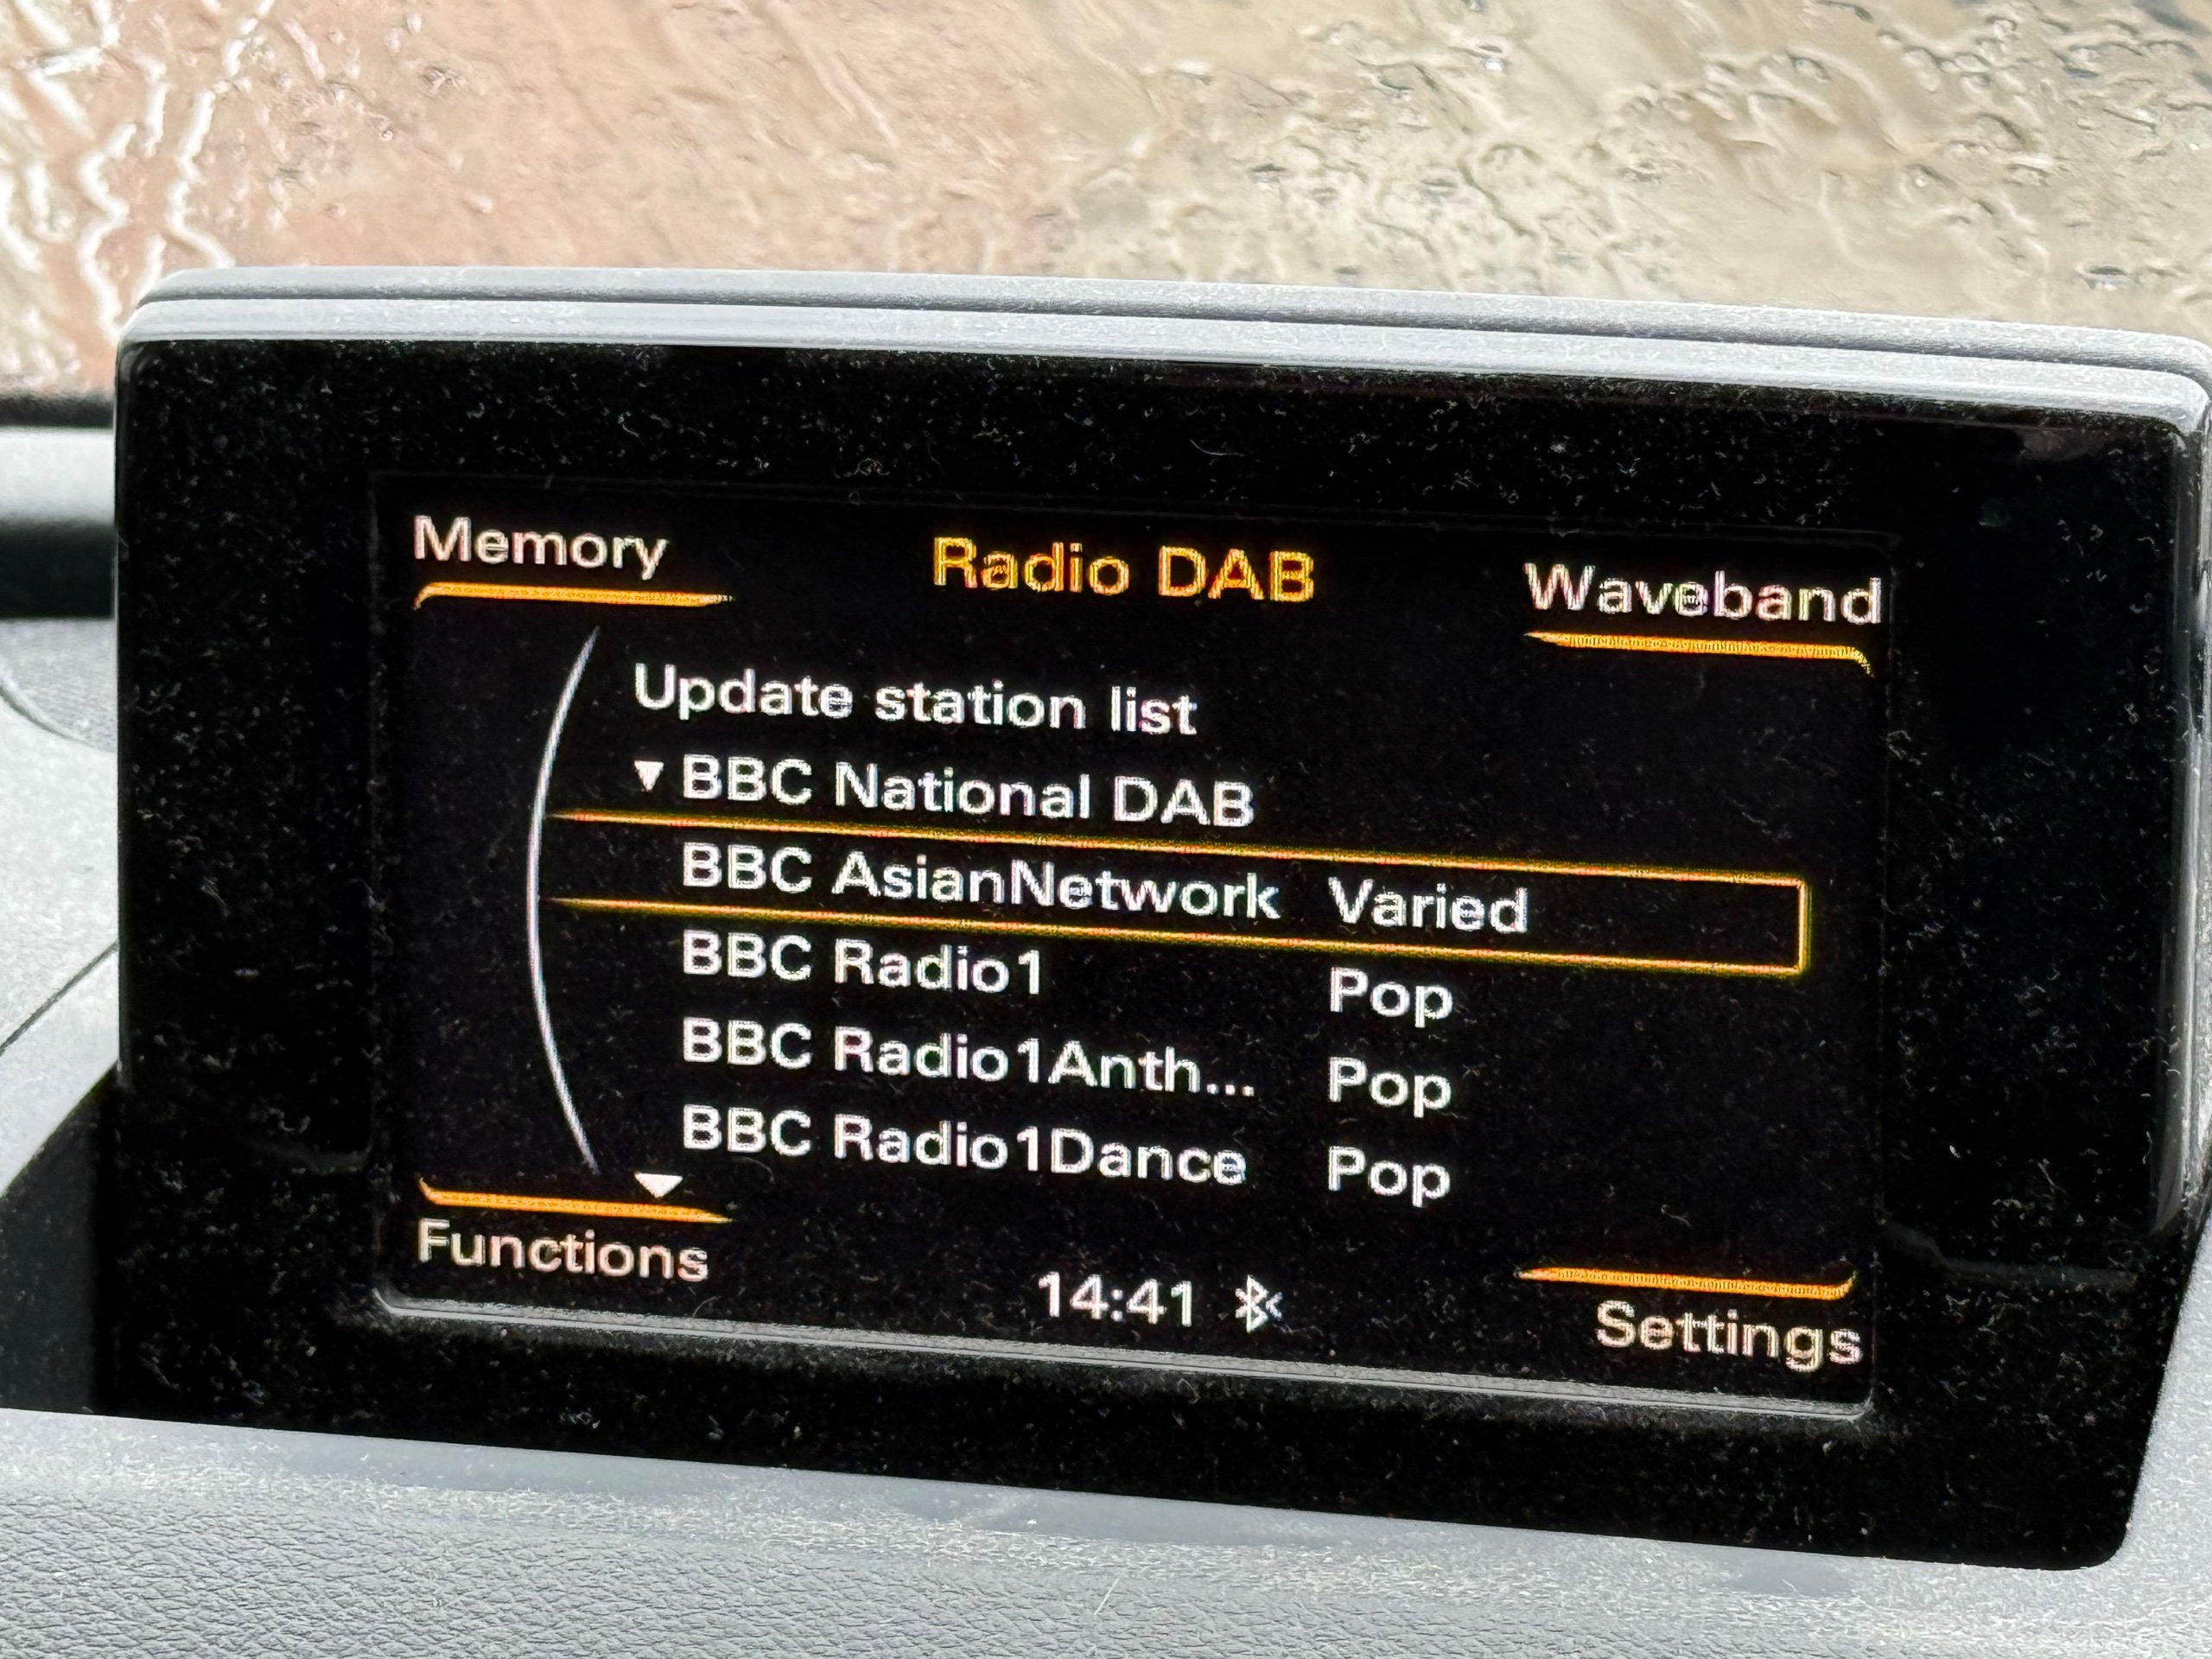 Memory
Radio DAB
Waveband
Update station list
▼ BBC National DAB
BBC AsianNetwork Varied
BBC Radio1 Pop
BBC Radio1Anth... Pop
BBC Radio1Dance Pop
Functions
14:41
Settings